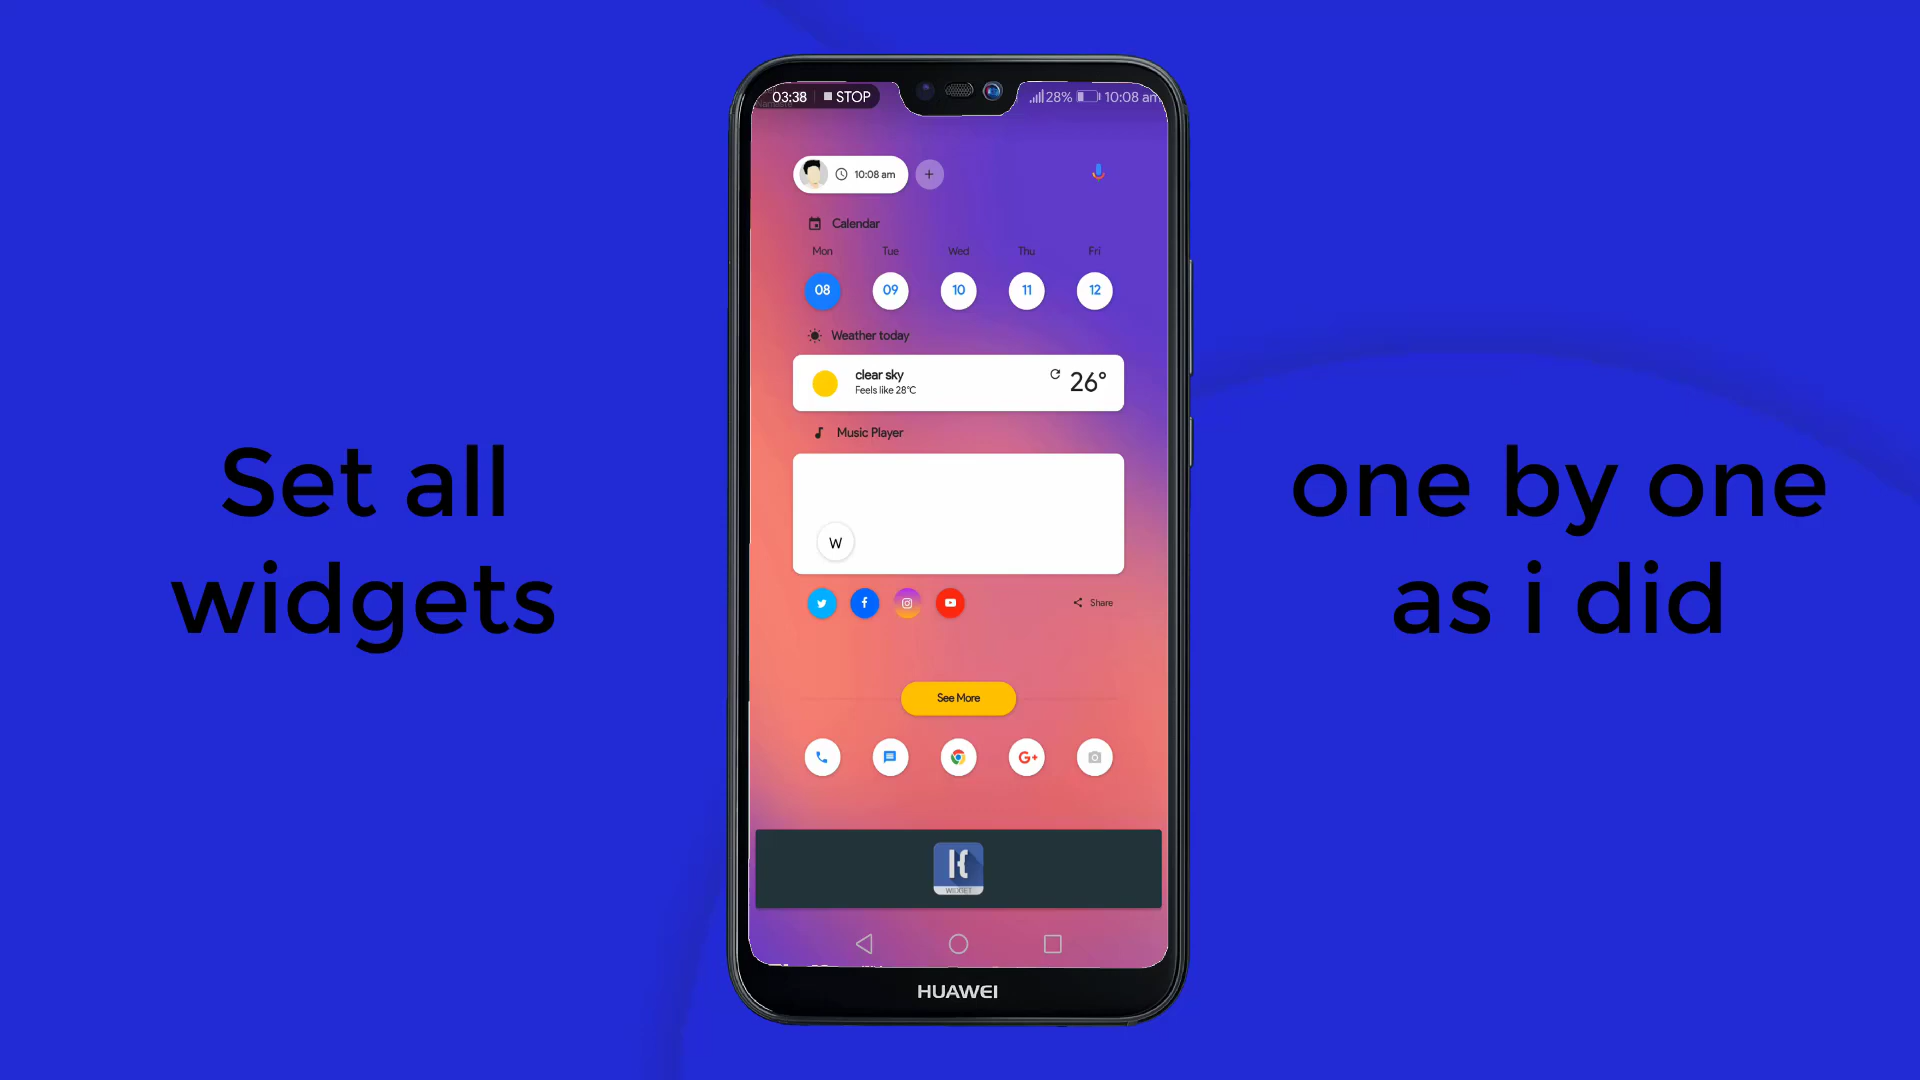 Set all
widgets
one by one
as i did
03:38 STOP
28% 10:08 am
10:08 am
+
Calendar
Mon Tue Wed Thu Fri
08 09 10 11 12
Weather today
clear sky
Feels like 28°C
26°
Music Player
W
Share
See More
G+
WIDGET
HUAWEI